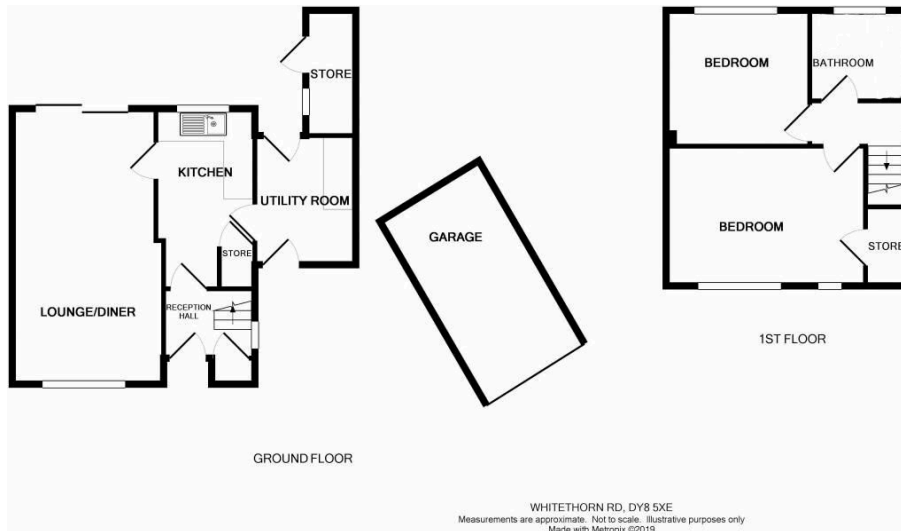 STORE
KITCHEN
UTILITY ROOM
STORE
RECEPTION
HALL
LOUNGE/DINER
GARAGE
GROUND FLOOR
BEDROOM
BATHROOM
BEDROOM
STORE
1ST FLOOR
WHITETHORN RD, DY8 5XE
Measurements are approximate. Not to scale. Illustrative purposes only
Made with Metropix ©2019